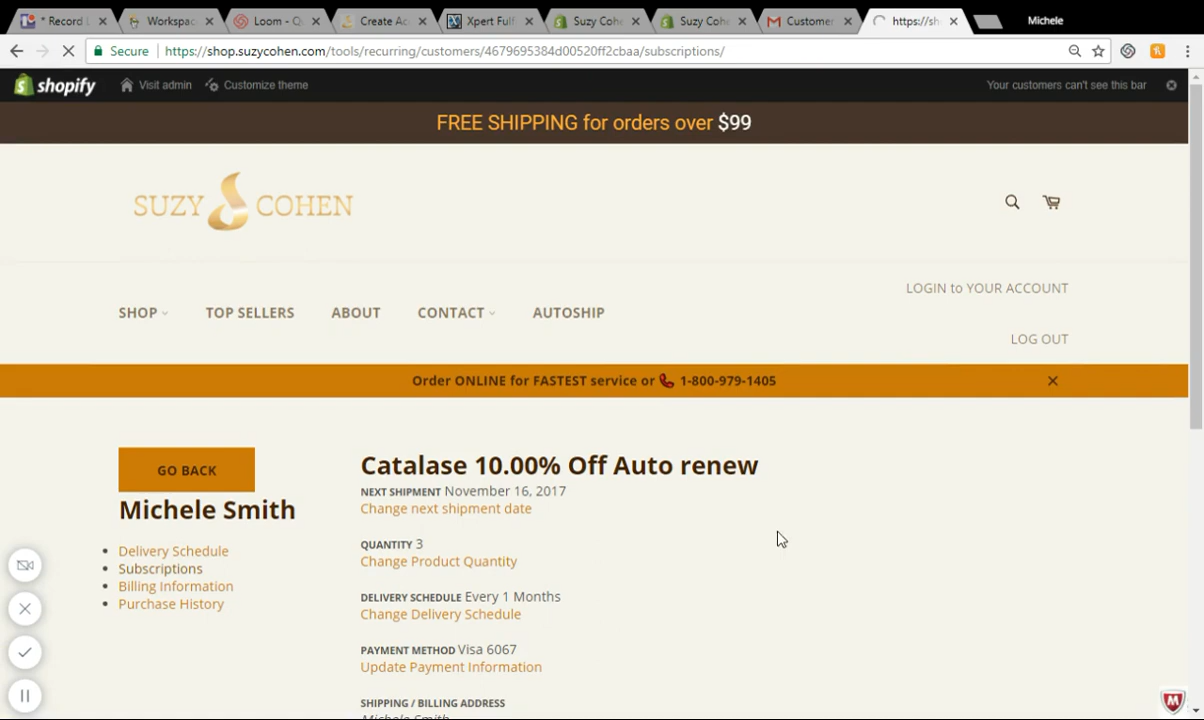 * Record L
Workspac
Loom - Q
Create Ac
Xpert Fulf
Suzy Cohe
Suzy Cohe
Customer
https://sh
Michele
Secure
https://shop.suzycohen.com/tools/recurring/customers/4679695384d00520ff2cbaa/subscriptions/
shopify
Visit admin
Customize theme
Your customers can't see this bar
FREE SHIPPING for orders over $99
SUZY COHEN
LOGIN to YOUR ACCOUNT
SHOP
TOP SELLERS
ABOUT
CONTACT
AUTOSHIP
LOG OUT
Order ONLINE for FASTEST service or 1-800-979-1405
GO BACK
Michele Smith
Delivery Schedule
Subscriptions
Billing Information
Purchase History
Catalase 10.00% Off Auto renew
NEXT SHIPMENT November 16, 2017
Change next shipment date
QUANTITY 3
Change Product Quantity
DELIVERY SCHEDULE Every 1 Months
Change Delivery Schedule
PAYMENT METHOD Visa 6067
Update Payment Information
SHIPPING / BILLING ADDRESS
Michele Smith